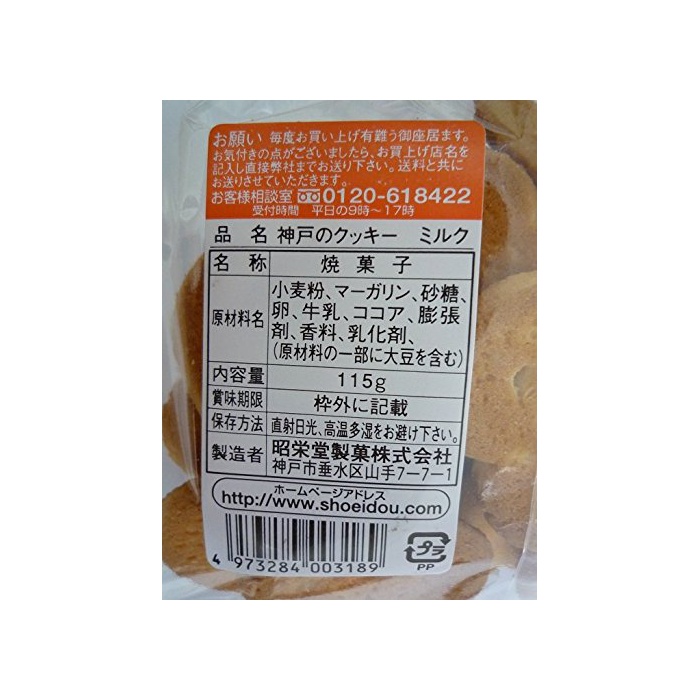 お願い 毎度お買い上げ有難う御座居ます。
お気付きの点がございましたら、お買上げ店名を
記入し直接弊社までお送り下さい。送料と共に
お送りさせていただきます。
お客様相談室 0120-618422
受付時間 平日の9時〜17時
品名 神戸のクッキー ミルク
名称 焼菓子
原材料名 小麦粉、マーガリン、砂糖、
卵、牛乳、ココア、膨張
剤、香料、乳化剤、
(原材料の一部に大豆を含む)
内容量 115g
賞味期限 枠外に記載
保存方法 直射日光、高温多湿をお避け下さい。
製造者 昭栄堂製菓株式会社
神戸市垂水区山手7-7-1
ホームページアドレス
http://www.shoeidou.com
4 973284 003189
プラ
PP